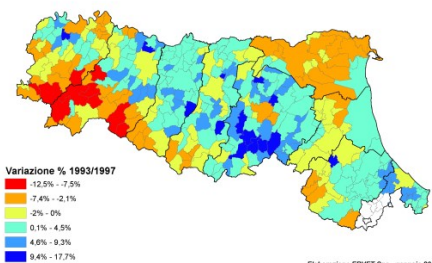 Variazione % 1993/1997
-12,5% - -7,5%
-7,4% - -2,1%
-2% - 0%
0,1% - 4,5%
4,6% - 9,3%
9,4% - 17,7%